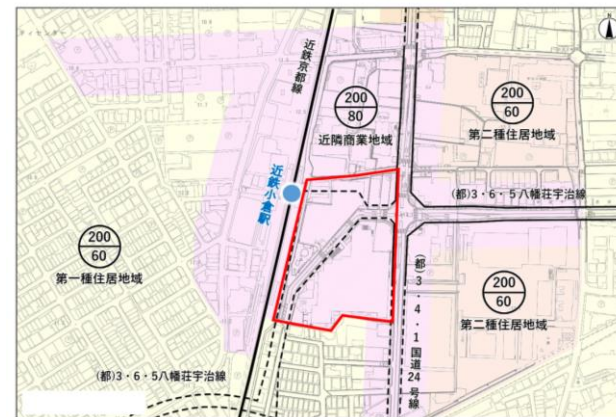 近鉄京都線
200
80
近隣商業地域
200
60
第二種住居地域
近鉄小倉駅
(都)3・6・5八幡荘宇治線
200
60
第一種住居地域
(都)3・4・1国道24号線
200
60
第二種住居地域
(都)3・6・5八幡荘宇治線